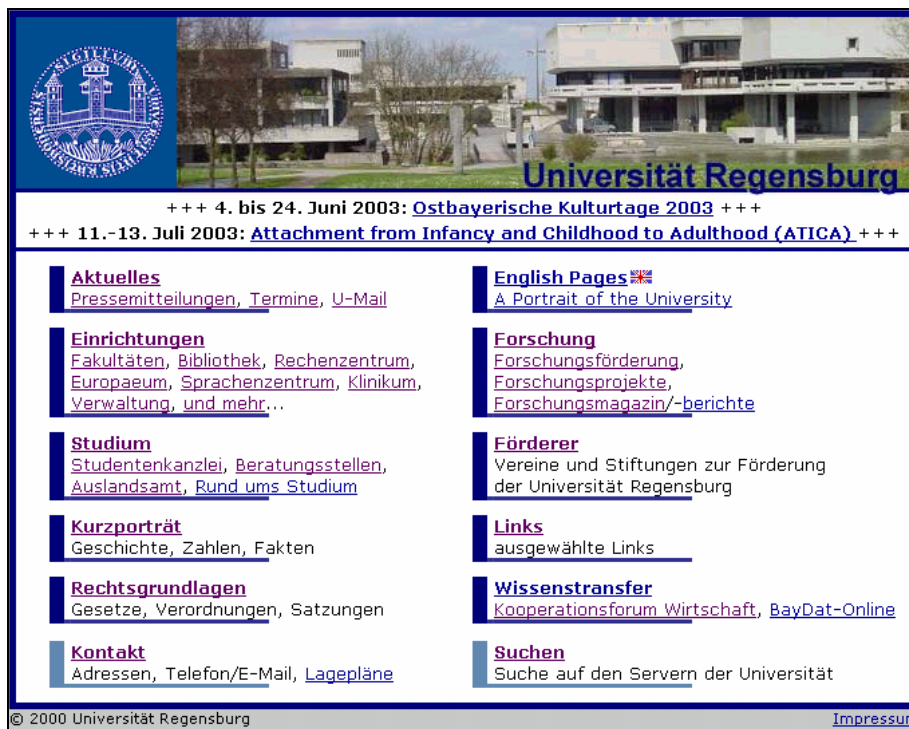 SIGILLVM VNIVERSITATIS
Universität Regensburg
+++ 4. bis 24. Juni 2003: Ostbayerische Kulturtage 2003 +++
+++ 11.-13. Juli 2003: Attachment from Infancy and Childhood to Adulthood (ATICA) +++
Aktuelles
Pressemitteilungen, Termine, U-Mail
Einrichtungen
Fakultäten, Bibliothek, Rechenzentrum,
Europaeum, Sprachenzentrum, Klinikum,
Verwaltung, und mehr...
Studium
Studentenkanzlei, Beratungsstellen,
Auslandsamt, Rund ums Studium
Kurzporträt
Geschichte, Zahlen, Fakten
Rechtsgrundlagen
Gesetze, Verordnungen, Satzungen
Kontakt
Adressen, Telefon/E-Mail, Lagepläne
English Pages
A Portrait of the University
Forschung
Forschungsförderung,
Forschungsprojekte,
Forschungsmagazin/-berichte
Förderer
Vereine und Stiftungen zur Förderung
der Universität Regensburg
Links
ausgewählte Links
Wissenstransfer
Kooperationsforum Wirtschaft, BayDat-Online
Suchen
Suche auf den Servern der Universität
© 2000 Universität Regensburg
Impressu